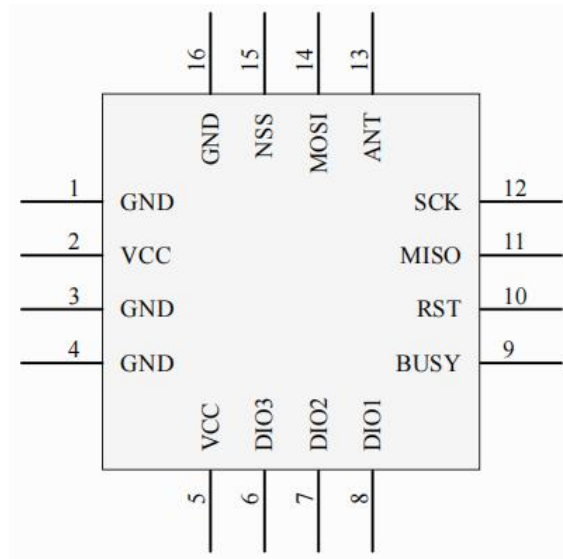 16 15 14 13
GND NSS MOSI ANT
1 GND SCK 12
2 VCC MISO 11
3 GND RST 10
4 GND BUSY 9
VCC DIO3 DIO2 DIO1
5 6 7 8